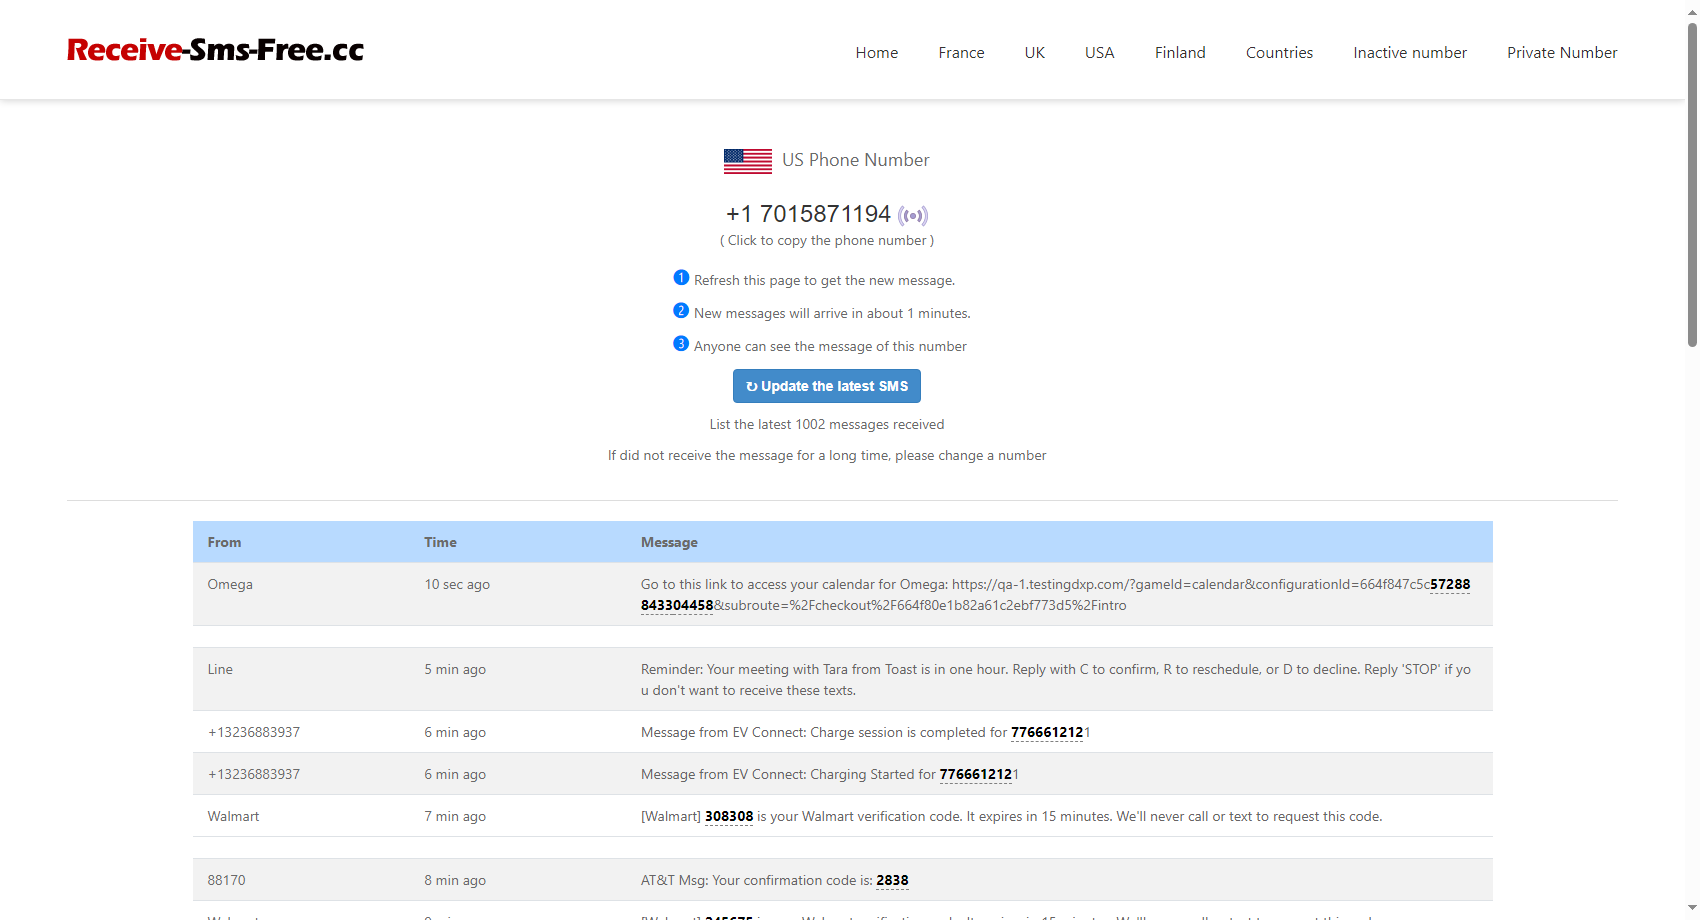 Receive-Sms-Free.cc
Home France UK USA Finland Countries Inactive number Private Number
US Phone Number
+1 7015871194
( Click to copy the phone number )
1 Refresh this page to get the new message.
2 New messages will arrive in about 1 minutes.
3 Anyone can see the message of this number
↻ Update the latest SMS
List the latest 1002 messages received
If did not receive the message for a long time, please change a number
From Time Message
Omega 10 sec ago Go to this link to access your calendar for Omega: https://qa-1.testingdxp.com/?gameId=calendar&configurationId=664f847c5c57288
843304458&subroute=%2Fcheckout%2F664f80e1b82a61c2ebf773d5%2Fintro
Line 5 min ago Reminder: Your meeting with Tara from Toast is in one hour. Reply with C to confirm, R to reschedule, or D to decline. Reply 'STOP' if yo
u don't want to receive these texts.
+13236883937 6 min ago Message from EV Connect: Charge session is completed for 7766612121
+13236883937 6 min ago Message from EV Connect: Charging Started for 7766612121
Walmart 7 min ago [Walmart] 308308 is your Walmart verification code. It expires in 15 minutes. We'll never call or text to request this code.
88170 8 min ago AT&T Msg: Your confirmation code is: 2838